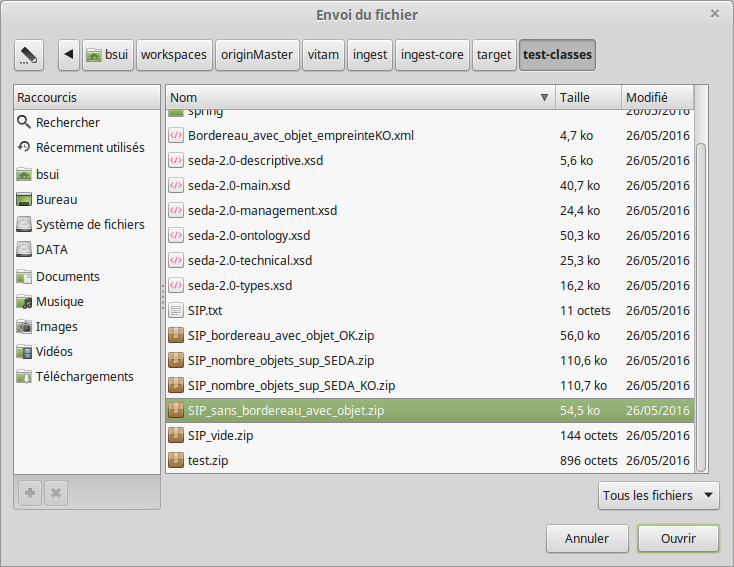 Envoi du fichier
bsui workspaces originMaster vitam ingest ingest-core target test-classes
Raccourcis
Rechercher
Récemment utilisés
bsui
Bureau
Système de fichiers
DATA
Documents
Musique
Images
Vidéos
Téléchargements
Nom Taille Modifié
spring 26/05/2016
Bordereau_avec_objet_empreinteKO.xml 4,7 ko 26/05/2016
seda-2.0-descriptive.xsd 5,6 ko 26/05/2016
seda-2.0-main.xsd 40,7 ko 26/05/2016
seda-2.0-management.xsd 24,4 ko 26/05/2016
seda-2.0-ontology.xsd 50,3 ko 26/05/2016
seda-2.0-technical.xsd 25,3 ko 26/05/2016
seda-2.0-types.xsd 16,2 ko 26/05/2016
SIP.txt 11 octets 26/05/2016
SIP_bordereau_avec_objet_OK.zip 56,0 ko 26/05/2016
SIP_nombre_objets_sup_SEDA.zip 110,6 ko 26/05/2016
SIP_nombre_objets_sup_SEDA_KO.zip 110,7 ko 26/05/2016
SIP_sans_bordereau_avec_objet.zip 54,5 ko 26/05/2016
SIP_vide.zip 144 octets 26/05/2016
test.zip 896 octets 26/05/2016
Tous les fichiers
Annuler Ouvrir